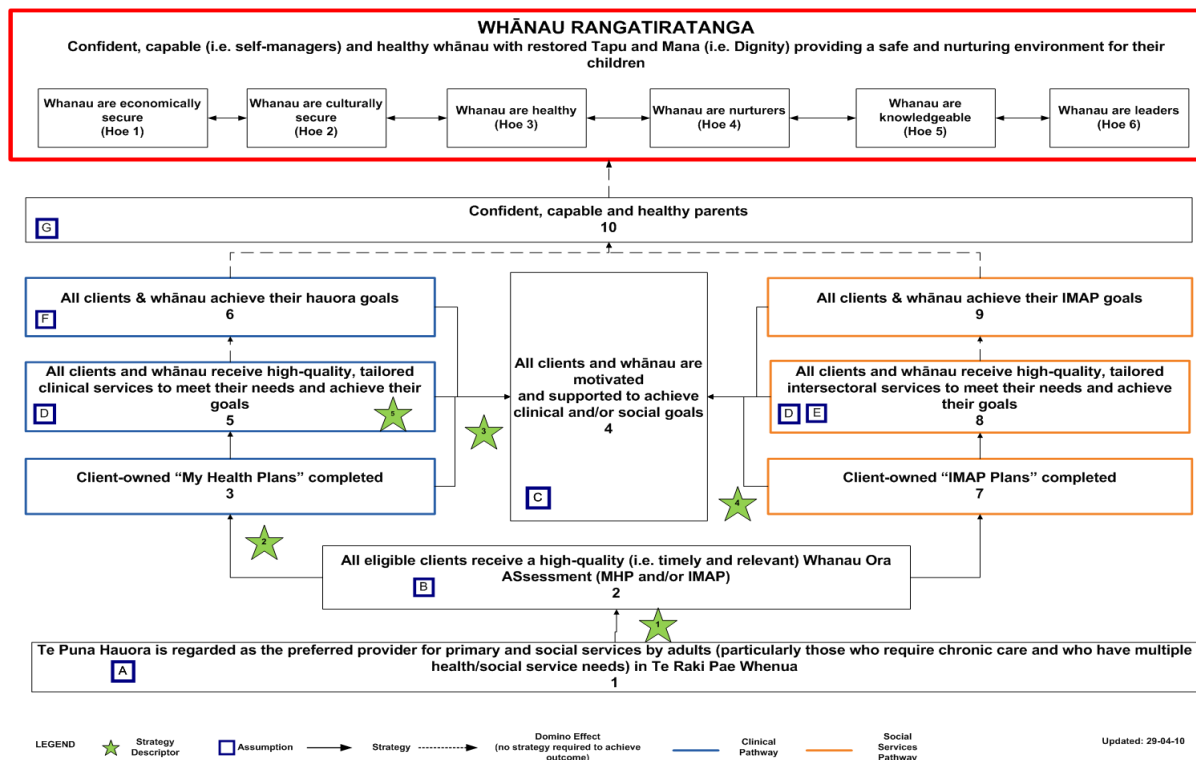 WHĀNAU RANGATIRATANGA
Confident, capable (i.e. self-managers) and healthy whānau with restored Tapu and Mana (i.e. Dignity) providing a safe and nurturing environment for their
children
Whanau are economically
secure
(Hoe 1)
Whanau are culturally
secure
(Hoe 2)
Whanau are healthy
(Hoe 3)
Whanau are nurturers
(Hoe 4)
Whanau are
knowledgeable
(Hoe 5)
Whanau are leaders
(Hoe 6)
Confident, capable and healthy parents
10
G
All clients & whānau achieve their hauora goals
6
F
All clients and whānau are
motivated
and supported to achieve
clinical and/or social goals
4
C
All clients & whānau achieve their IMAP goals
9
All clients and whānau receive high-quality, tailored
clinical services to meet their needs and achieve their
goals
5
D
5
3
All clients and whānau receive high-quality, tailored
intersectoral services to meet their needs and achieve
their goals
8
D
E
Client-owned “My Health Plans” completed
3
Client-owned “IMAP Plans” completed
7
4
2
All eligible clients receive a high-quality (i.e. timely and relevant) Whanau Ora
ASsessment (MHP and/or IMAP)
2
B
1
Te Puna Hauora is regarded as the preferred provider for primary and social services by adults (particularly those who require chronic care and who have multiple
health/social service needs) in Te Raki Pae Whenua
1
A
LEGEND
Strategy
Descriptor
Assumption
Strategy
Domino Effect
(no strategy required to achieve
outcome)
Clinical
Pathway
Social
Services
Pathway
Updated: 29-04-10